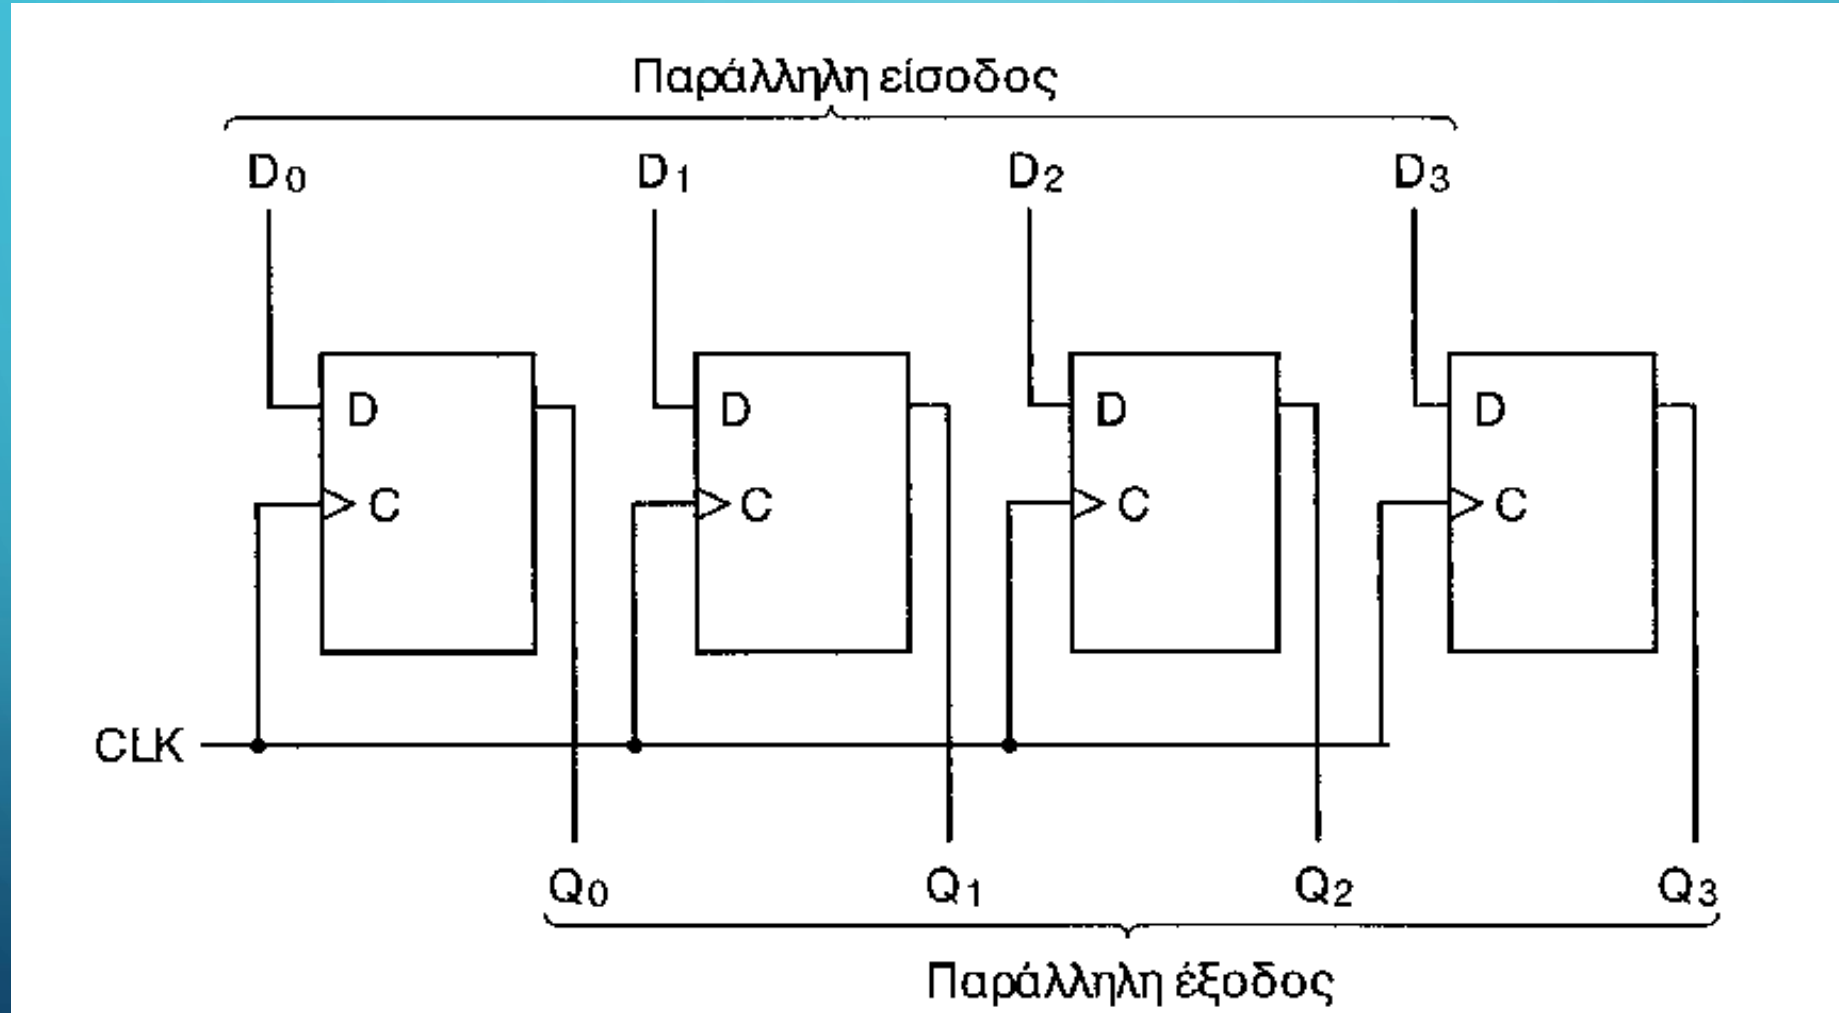 Παράλληλη είσοδος
D0 D1 D2 D3
D D D D
C C C C
CLK
Q0 Q1 Q2 Q3
Παράλληλη έξοδος